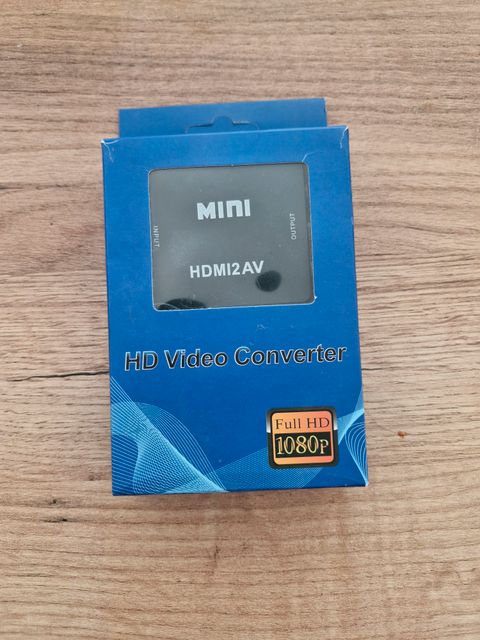 MINI
INPUT
OUTPUT
HDMI2AV
HD Video Converter
Full HD
1080P